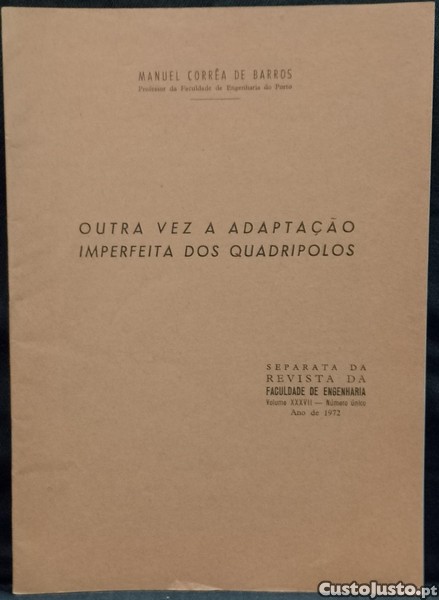 MANUEL CORRÊA DE BARROS
Professor da Faculdade de Engenharia do Porto
OUTRA VEZ A ADAPTAÇÃO
IMPERFEITA DOS QUADRIPOLOS
SEPARATA DA
REVISTA DA
FACULDADE DE ENGENHARIA
Volume XXXVII — Número único
Ano de 1972
CustoJusto.pt